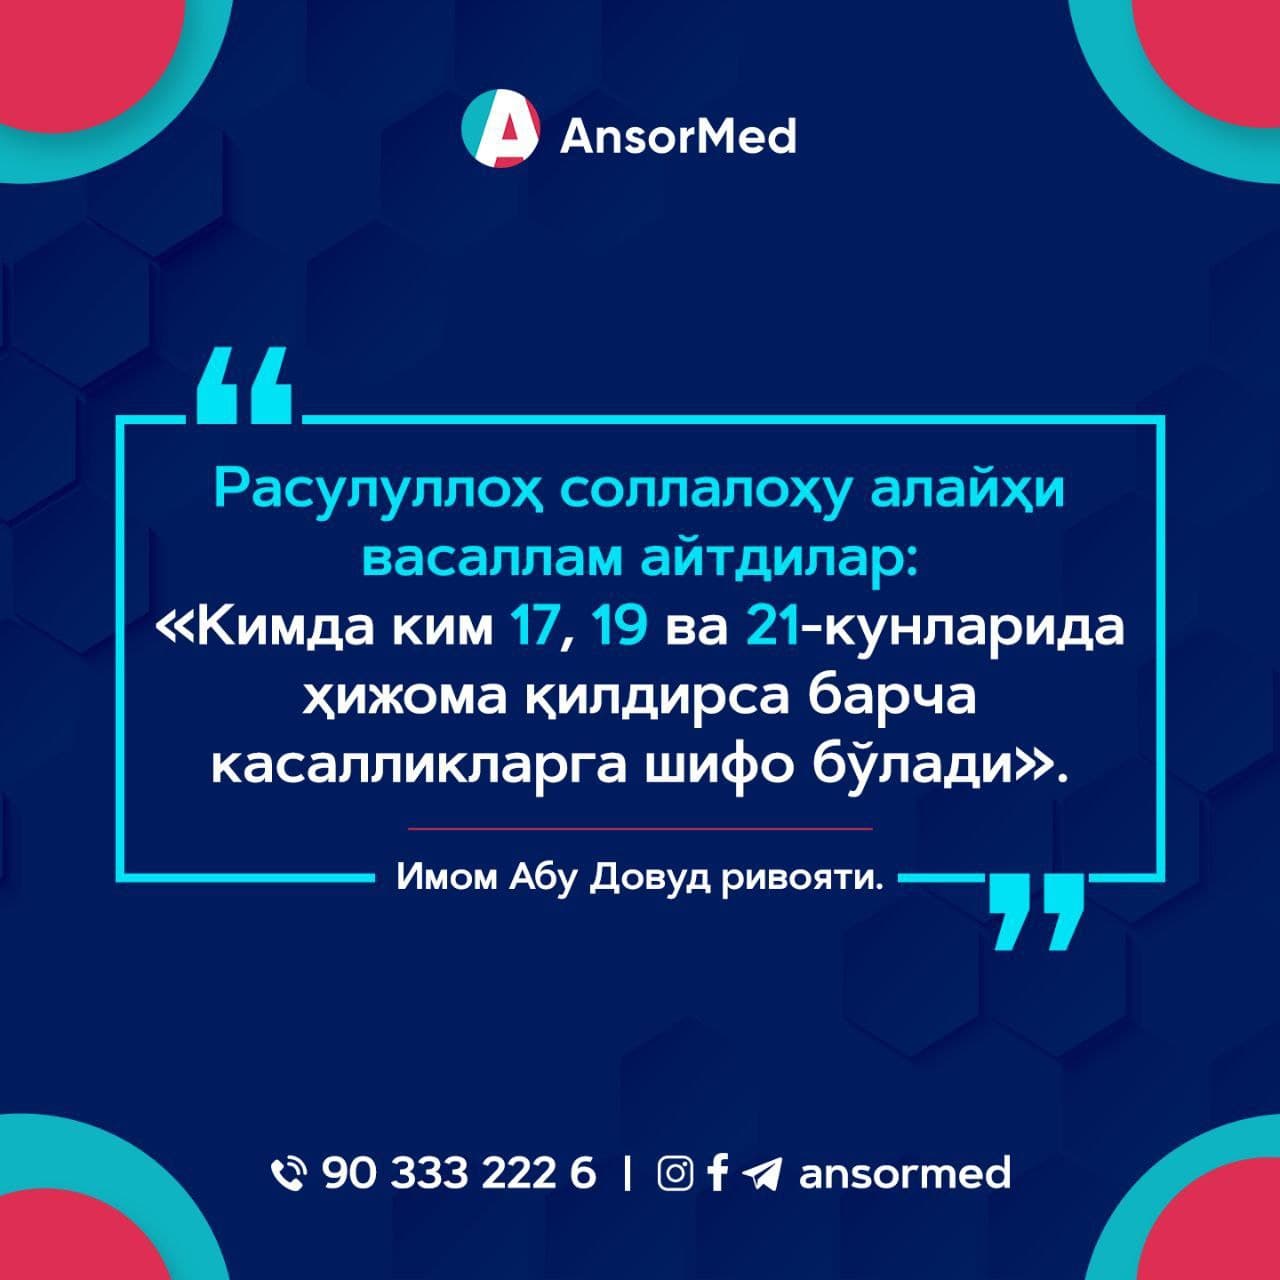 AnsorMed
Расулуллоҳ соллалоҳу алайҳи
васаллам айтдилар:
«Кимда ким 17, 19 ва 21-кунларида
ҳижома қилдирса барча
касалликларга шифо бўлади».
Имом Абу Довуд ривояти.
90 333 222 6 | ansormed